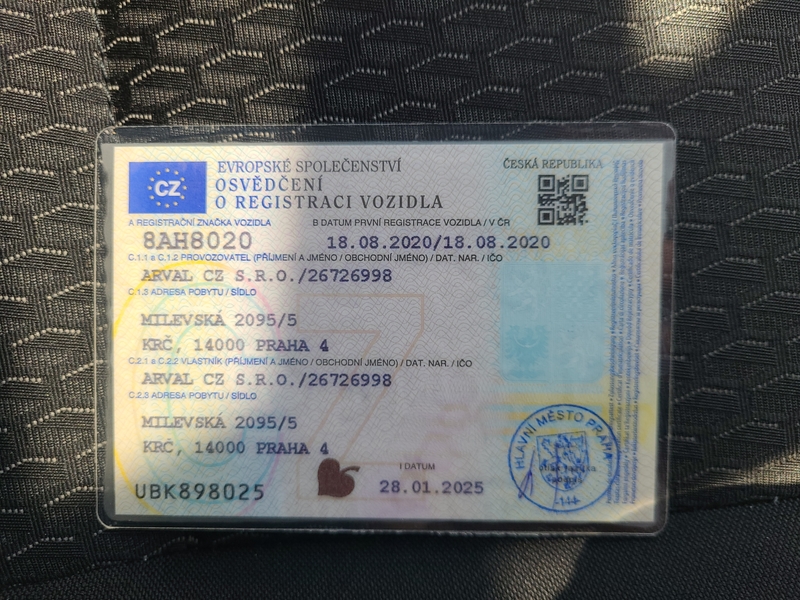 CZ
EVROPSKÉ SPOLEČENSTVÍ
ČESKÁ REPUBLIKA
OSVĚDČENÍ
O REGISTRACI VOZIDLA
A REGISTRAČNÍ ZNAČKA VOZIDLA
B DATUM PRVNÍ REGISTRACE VOZIDLA / V ČR
8AH8020
18.08.2020/18.08.2020
C.1.1 a C.1.2 PROVOZOVATEL (PŘÍJMENÍ A JMÉNO / OBCHODNÍ JMÉNO) / DAT. NAR. / IČO
ARVAL CZ S.R.O./26726998
C.1.3 ADRESA POBYTU / SÍDLO
MILEVSKÁ 2095/5
KRČ, 14000 PRAHA 4
C.2.1 a C.2.2 VLASTNÍK (PŘÍJMENÍ A JMÉNO / OBCHODNÍ JMÉNO) / DAT. NAR. / IČO
ARVAL CZ S.R.O./26726998
C.2.3 ADRESA POBYTU / SÍDLO
MILEVSKÁ 2095/5
KRČ, 14000 PRAHA 4
HLAVNÍ MĚSTO PRAHA
I DATUM
28.01.2025
UBK898025